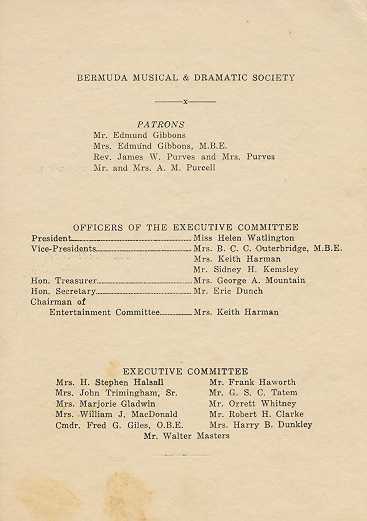 BERMUDA MUSICAL & DRAMATIC SOCIETY
x
PATRONS
Mr. Edmund Gibbons
Mrs. Edmund Gibbons, M.B.E.
Rev. James W. Purves and Mrs. Purves
Mr. and Mrs. A. M. Purcell
OFFICERS OF THE EXECUTIVE COMMITTEE
President Miss Helen Watlington
Vice-Presidents Mrs. B. C. C. Outerbridge, M.B.E.
Mrs. Keith Harman
Mr. Sidney H. Kemsley
Hon. Treasurer Mrs. George A. Mountain
Hon. Secretary Mr. Eric Dunch
Chairman of
Entertainment Committee Mrs. Keith Harman
EXECUTIVE COMMITTEE
Mrs. H. Stephen Halsall Mr. Frank Haworth
Mrs. John Trimingham, Sr. Mr. G. S. C. Tatem
Mrs. Marjorie Gladwin Mr. Orrett Whitney
Mrs. William J. MacDonald Mr. Robert H. Clarke
Cmdr. Fred G. Giles, O.B.E. Mrs. Harry B. Dunkley
Mr. Walter Masters